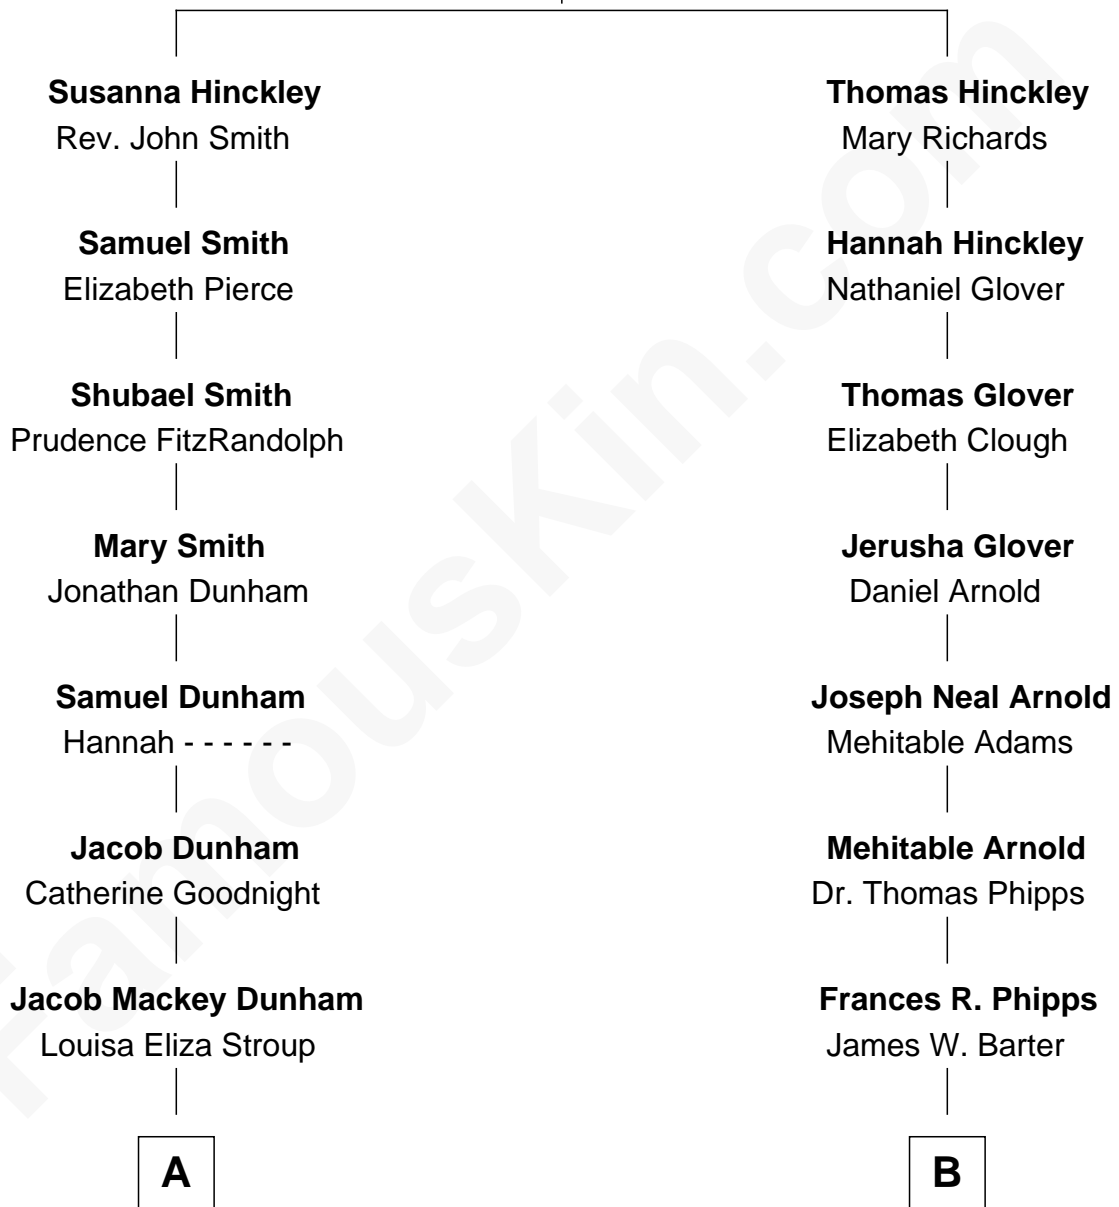 Susanna Hinckley
Rev. John Smith
Samuel Smith
Elizabeth Pierce
Shubael Smith
Prudence FitzRandolph
Mary Smith
Jonathan Dunham
Samuel Dunham
Hannah - - - - - -
Jacob Dunham
Catherine Goodnight
Jacob Mackey Dunham
Louisa Eliza Stroup
A
Thomas Hinckley
Mary Richards
Hannah Hinckley
Nathaniel Glover
Thomas Glover
Elizabeth Clough
Jerusha Glover
Daniel Arnold
Joseph Neal Arnold
Mehitable Adams
Mehitable Arnold
Dr. Thomas Phipps
Frances R. Phipps
James W. Barter
B
FamousKin.com